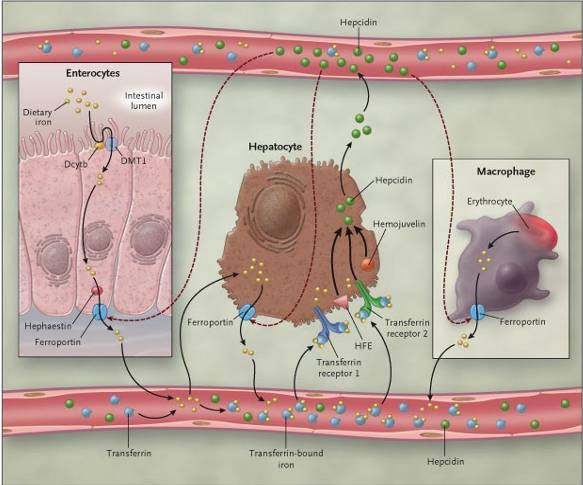 Hepcidin
Enterocytes
Intestinal
lumen
Dietary
iron
Dcytb
DMT1
Hephaestin
Ferroportin
Hepatocyte
Hepcidin
Hemojuvelin
Ferroportin
Transferrin
receptor 2
HFE
Transferrin
receptor 1
Macrophage
Erythrocyte
Ferroportin
Transferrin
Transferrin-bound
iron
Hepcidin